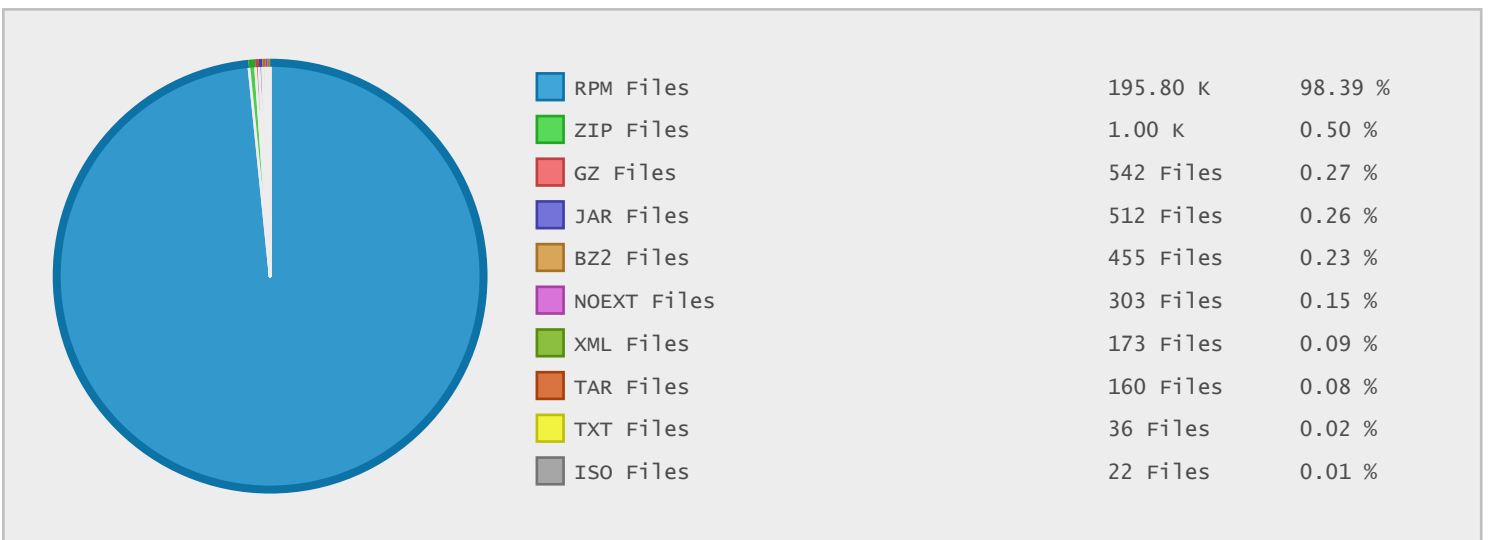 RPM Files 195.80 K 98.39 %
ZIP Files 1.00 K 0.50 %
GZ Files 542 Files 0.27 %
JAR Files 512 Files 0.26 %
BZ2 Files 455 Files 0.23 %
NOEXT Files 303 Files 0.15 %
XML Files 173 Files 0.09 %
TAR Files 160 Files 0.08 %
TXT Files 36 Files 0.02 %
ISO Files 22 Files 0.01 %